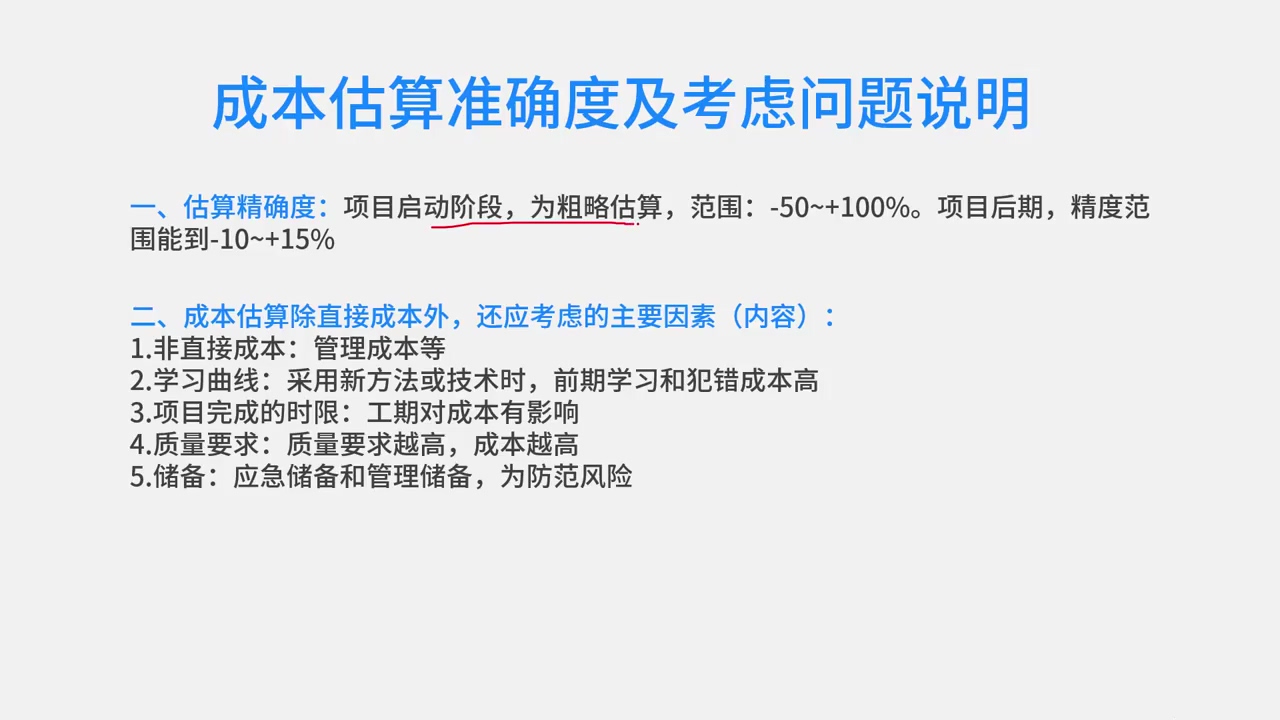 成本估算准确度及考虑问题说明
一、估算精确度：项目启动阶段，为粗略估算，范围：-50~+100%。项目后期，精度范
围能到-10~+15%
二、成本估算除直接成本外，还应考虑的主要因素（内容）：
1.非直接成本：管理成本等
2.学习曲线：采用新方法或技术时，前期学习和犯错成本高
3.项目完成的时限：工期对成本有影响
4.质量要求：质量要求越高，成本越高
5.储备：应急储备和管理储备，为防范风险